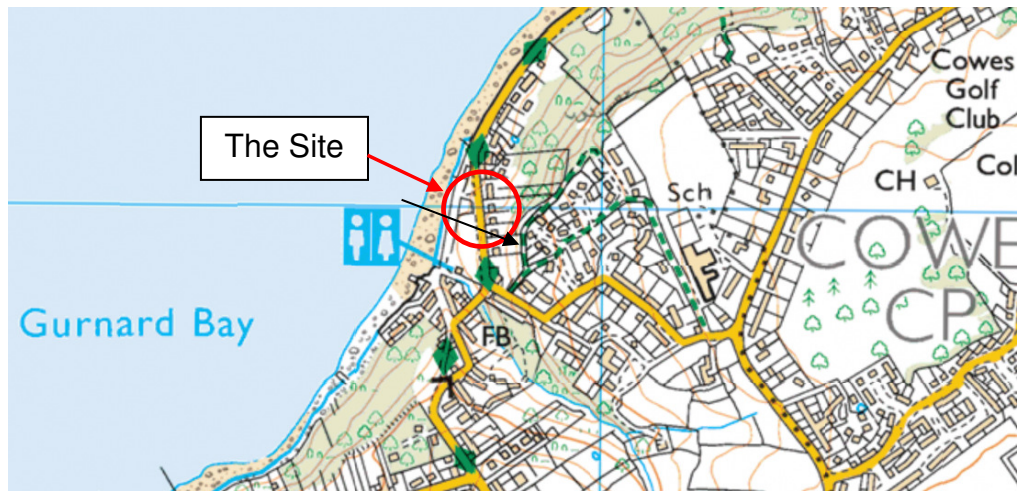 Cowes
Golf
Club
The Site
Sch
CH
Col
COWE
CP
Gurnard Bay
FB